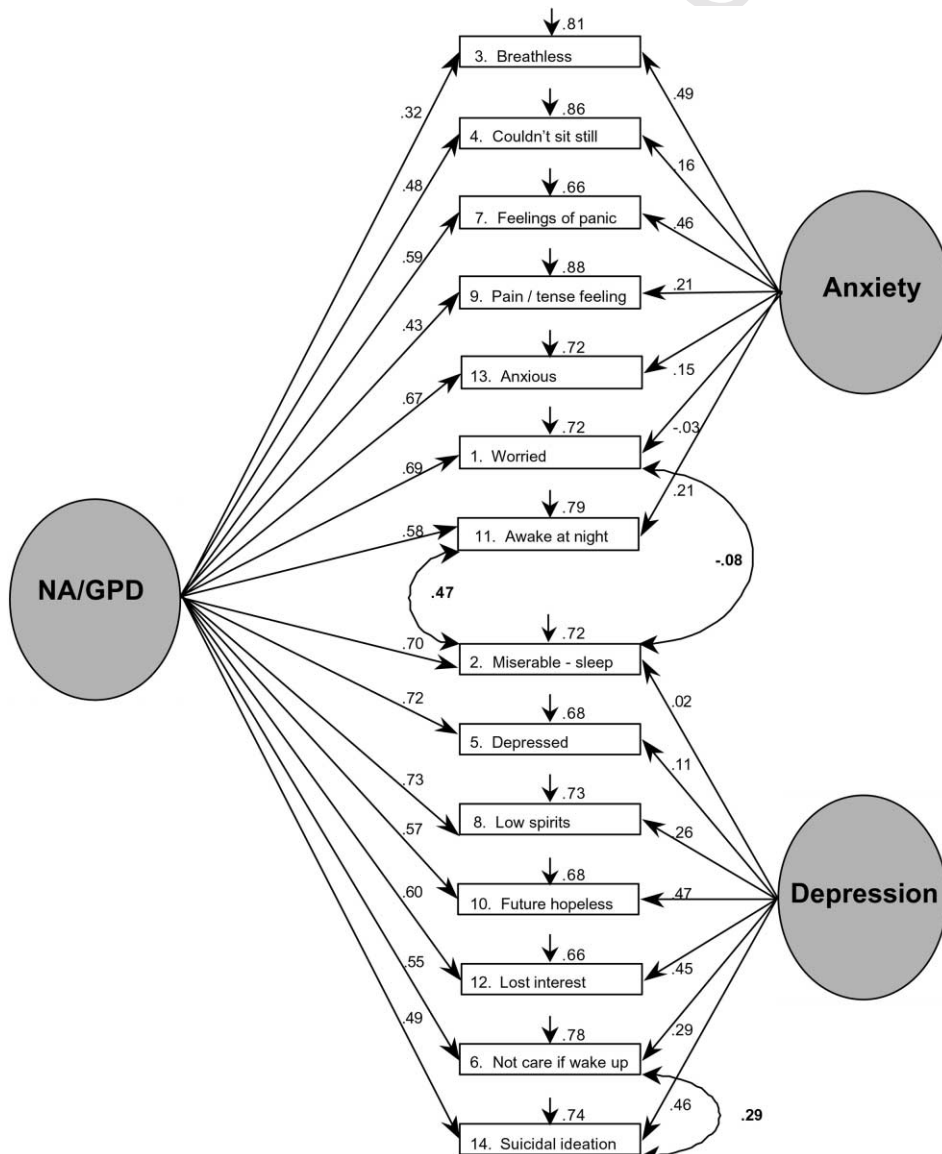 .81
3. Breathless
.32
.49
.86
4. Couldn't sit still
.48
.16
.66
7. Feelings of panic
.59
.46
.88
9. Pain / tense feeling
.43
.21
Anxiety
.72
13. Anxious
.67
.15
.72
1. Worried
.69
-.03
.79
11. Awake at night
.58
.21
-.08
NA/GPD
.47
.72
2. Miserable - sleep
.70
.02
.68
5. Depressed
.72
.11
.73
8. Low spirits
.73
.26
.68
10. Future hopeless
.57
.47
Depression
.66
12. Lost interest
.60
.45
.78
6. Not care if wake up
.55
.29
.74
14. Suicidal ideation
.49
.46
.29